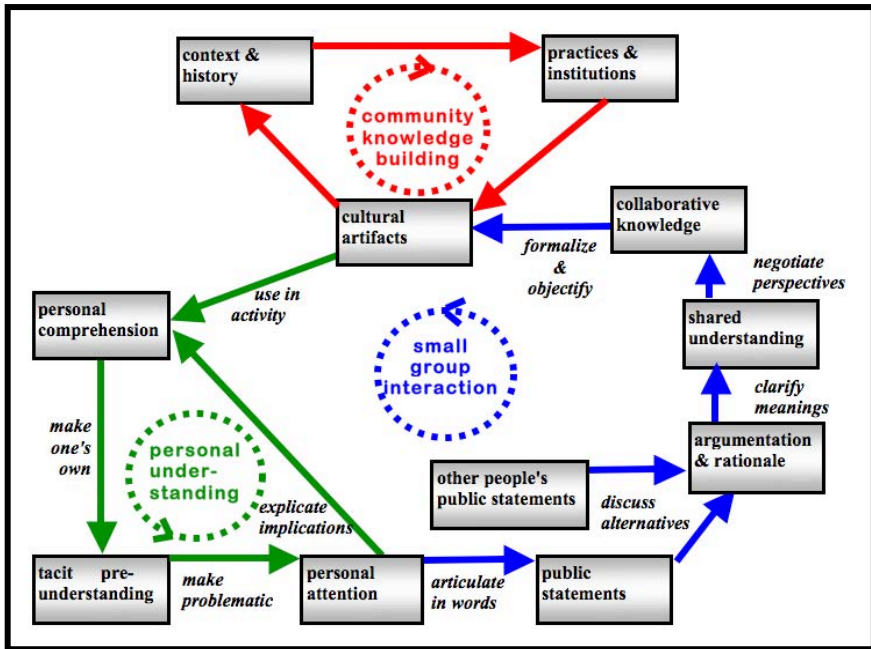 context &
history
practices &
institutions
community
knowledge
building
cultural
artifacts
collaborative
knowledge
formalize
&
objectify
negotiate
perspectives
use in
activity
personal
comprehension
shared
understanding
small
group
interaction
clarify
meanings
make
one's
own
personal
under-
standing
argumentation
& rationale
other people's
public statements
discuss
alternatives
explicate
implications
tacit pre-
understanding
make
problematic
personal
attention
articulate
in words
public
statements